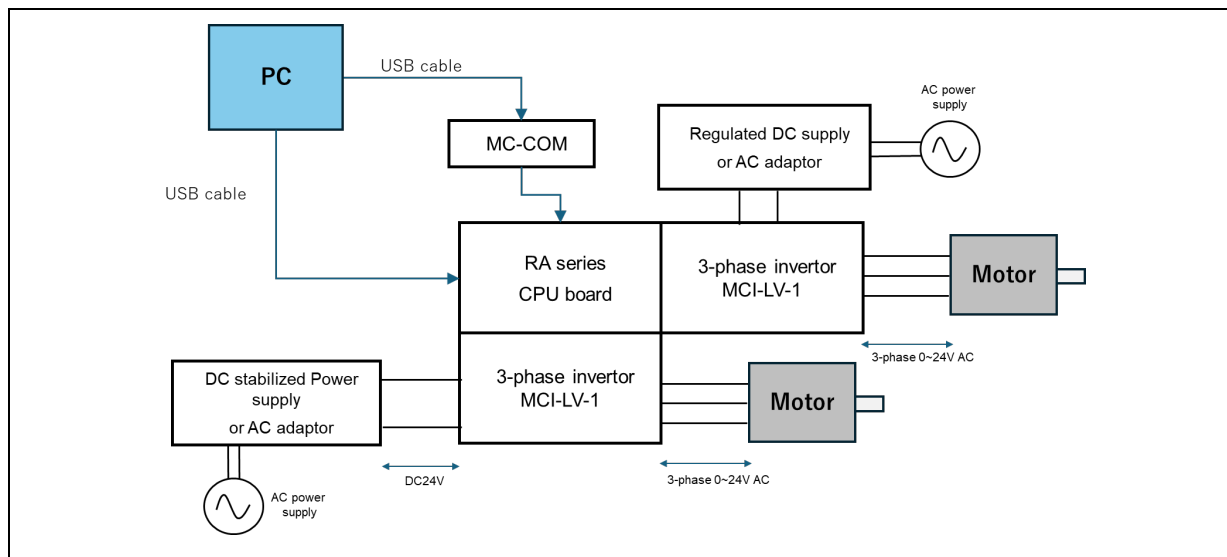 PC
USB cable
AC power
supply
MC-COM
Regulated DC supply
or AC adaptor
USB cable
RA series
CPU board
3-phase invertor
MCI-LV-1
Motor
3-phase 0~24V AC
DC stabilized Power
supply
or AC adaptor
3-phase invertor
MCI-LV-1
Motor
DC24V
3-phase 0~24V AC
AC power
supply